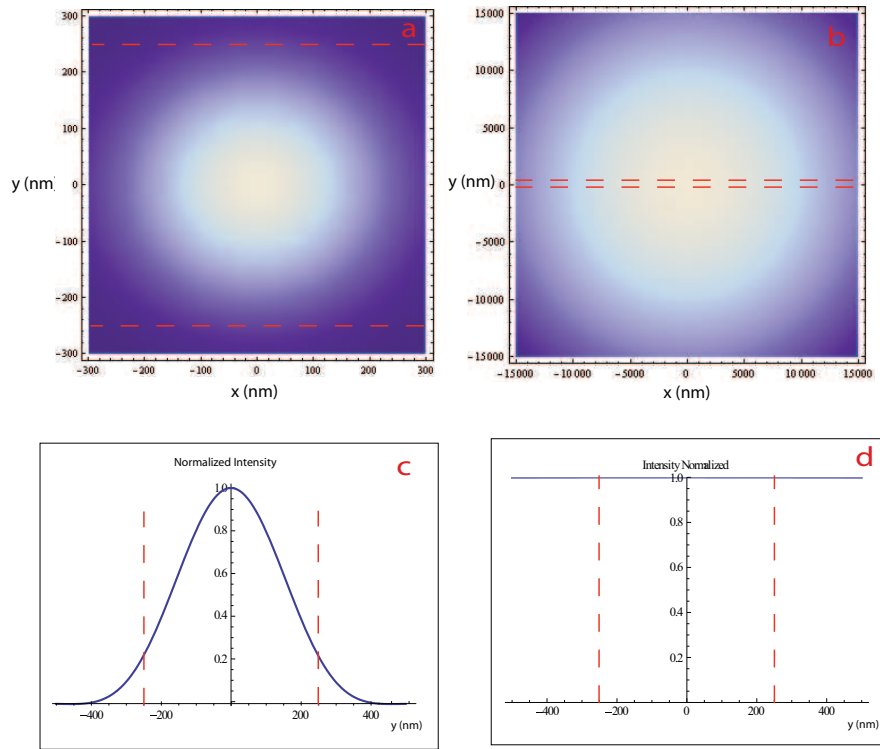 a
300
200
100
0
-100
-200
-300
y (nm)
-300 -200 -100 0 100 200 300
x (nm)
b
15000
10000
5000
0
-5000
-10000
-15000
y (nm)
-15000 -10000 -5000 0 5000 10000 15000
x (nm)
c
Normalized Intensity
1.0
0.8
0.6
0.4
0.2
-400 -200 0 200 400
y (nm)
d
Intensity Normalized
1.0
0.8
0.6
0.4
0.2
-400 -200 0 200 400
y (nm)